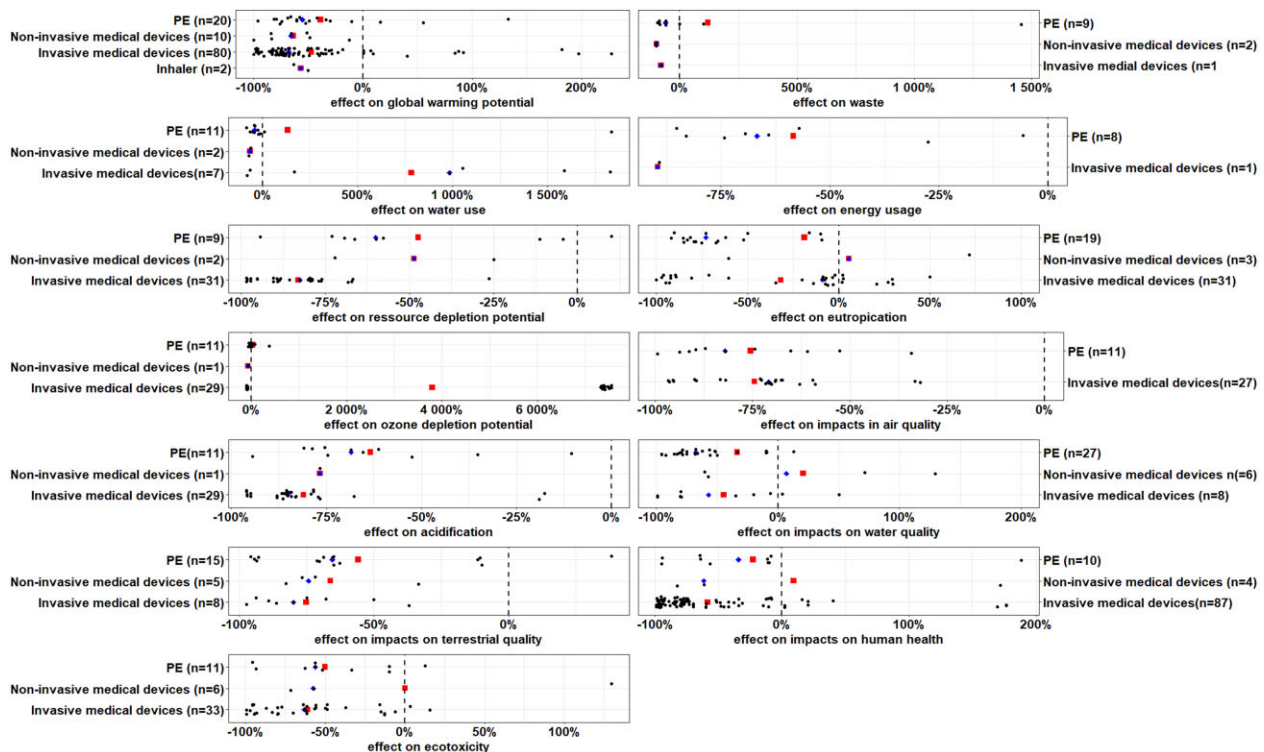 PE (n=20)
Non-invasive medical devices (n=10)
Invasive medical devices (n=80)
Inhaler (n=2)
-100% 0% 100% 200%
effect on global warming potential
PE (n=9)
Non-invasive medical devices (n=2)
Invasive medial devices (n=1
0% 500% 1 000% 1 500%
effect on waste
PE (n=11)
Non-invasive medical devices (n=2)
Invasive medical devices(n=7)
0% 500% 1 000% 1 500%
effect on water use
PE (n=8)
Invasive medical devices (n=1)
-75% -50% -25% 0%
effect on energy usage
PE (n=9)
Non-invasive medical devices (n=2)
Invasive medical devices (n=31)
-100% -75% -50% -25% 0%
effect on ressource depletion potential
PE (n=19)
Non-invasive medical devices (n=3)
Invasive medical devices (n=31)
-100% -50% 0% 50% 100%
effect on eutropication
PE (n=11)
Non-invasive medical devices (n=1)
Invasive medical devices (n=29)
0% 2 000% 4 000% 6 000%
effect on ozone depletion potential
PE (n=11)
Invasive medical devices(n=27)
-100% -75% -50% -25% 0%
effect on impacts in air quality
PE(n=11)
Non-invasive medical devices (n=1)
Invasive medical devices (n=29)
-100% -75% -50% -25% 0%
effect on acidification
PE (n=27)
Non-invasive medical devices n(=6)
Invasive medical devices (n=8)
-100% 0% 100% 200%
effect on impacts on water quality
PE (n=15)
Non-invasive medical devices (n=5)
Invasive medical devices (n=8)
-100% -50% 0%
effect on impacts on terrestrial quality
PE (n=10)
Non-invasive medical devices (n=4)
Invasive medical devices(n=87)
-100% 0% 100% 200%
effect on impacts on human health
PE (n=11)
Non-invasive medical devices (n=6)
Invasive medical devices (n=33)
-100% -50% 0% 50% 100%
effect on ecotoxicity